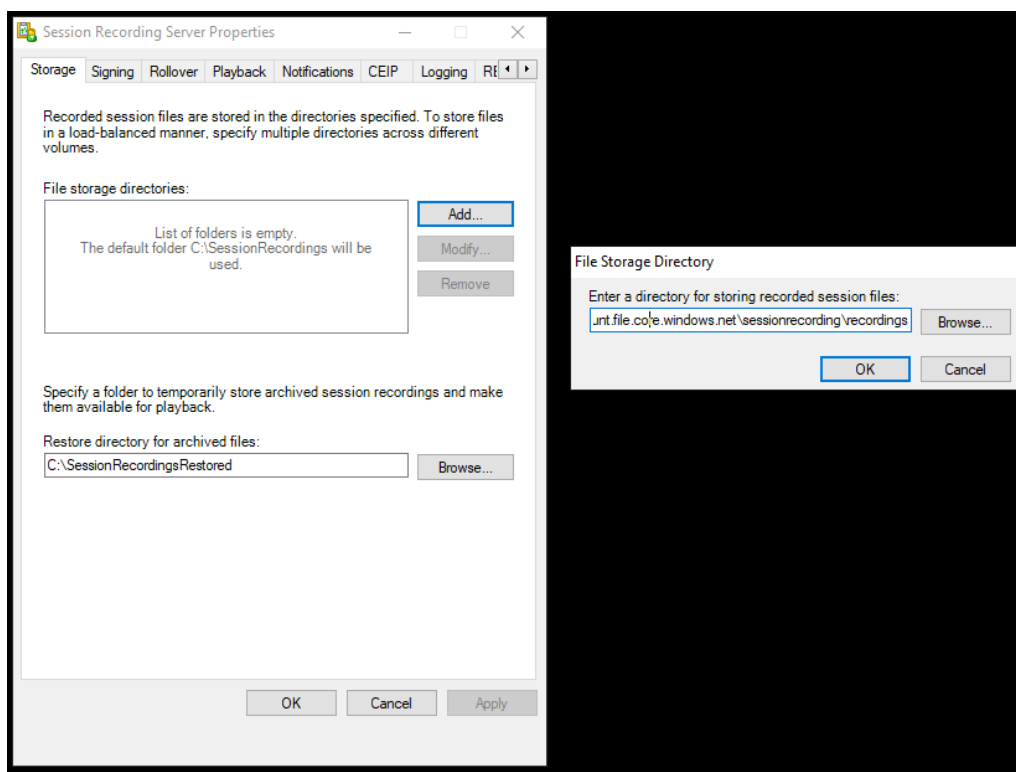 Session Recording Server Properties
Storage Signing Rollover Playback Notifications CEIP Logging
Recorded session files are stored in the directories specified. To store files
in a load-balanced manner, specify multiple directories across different
volumes.
File storage directories:
List of folders is empty.
The default folder C:\SessionRecordings will be
used.
Add...
Modify...
Remove
Specify a folder to temporarily store archived session recordings and make
them available for playback.
Restore directory for archived files:
C:\SessionRecordingsRestored
Browse...
OK Cancel Apply
File Storage Directory
Enter a directory for storing recorded session files:
unt.file.core.windows.net\sessionrecording\recordings
Browse...
OK Cancel